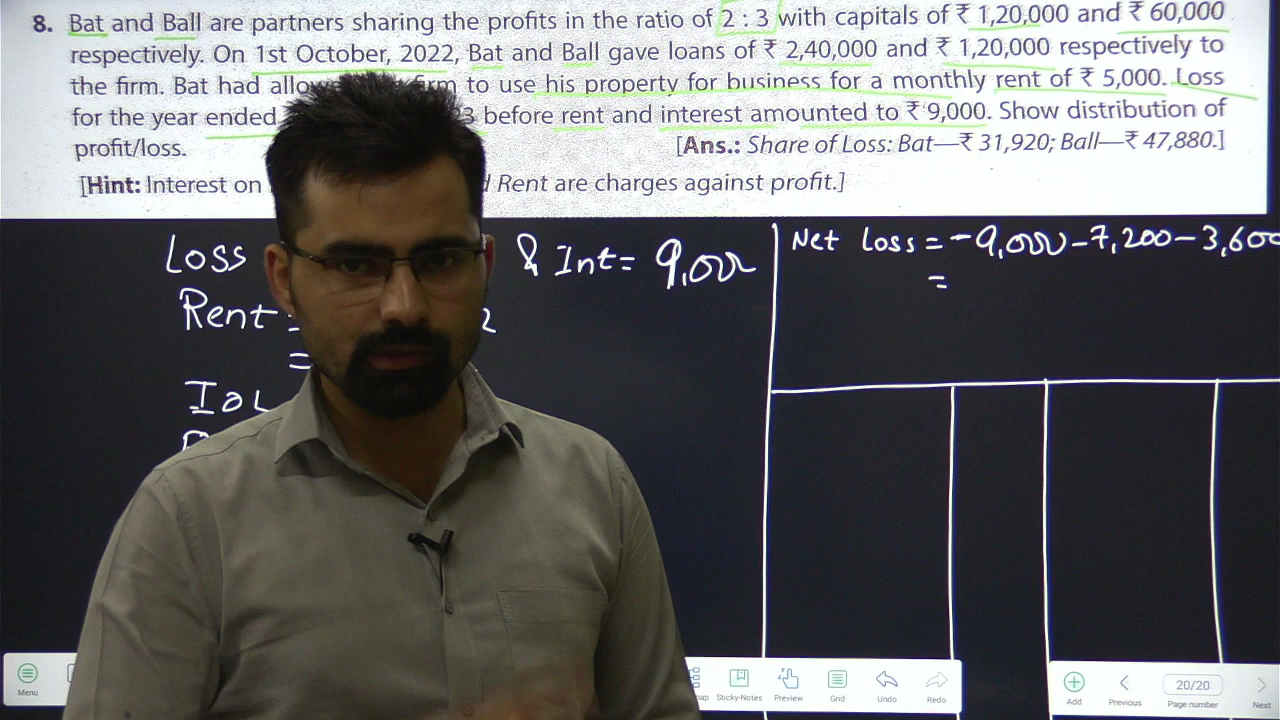 8. Bat and Ball are partners sharing the profits in the ratio of 2 : 3 with capitals of ₹ 1,20,000 and ₹ 60,000
respectively. On 1st October, 2022, Bat and Ball gave loans of ₹ 2,40,000 and ₹ 1,20,000 respectively to
the firm. Bat had to use his property for business for a monthly rent of ₹ 5,000. Loss
for the year ended before rent and interest amounted to ₹ 9,000. Show distribution of
profit/loss. [Ans.: Share of Loss: Bat—₹ 31,920; Ball—₹ 47,880.]
[Hint: Interest on Rent are charges against profit.]
Loss & Int = 9,000
Net Loss = -9,000-7,200-3,600
=
Rent =
=
IOL
Menu
Sticky-Notes
Preview
Grid
Undo
Redo
Add
Previous
20/20
Page number
Next